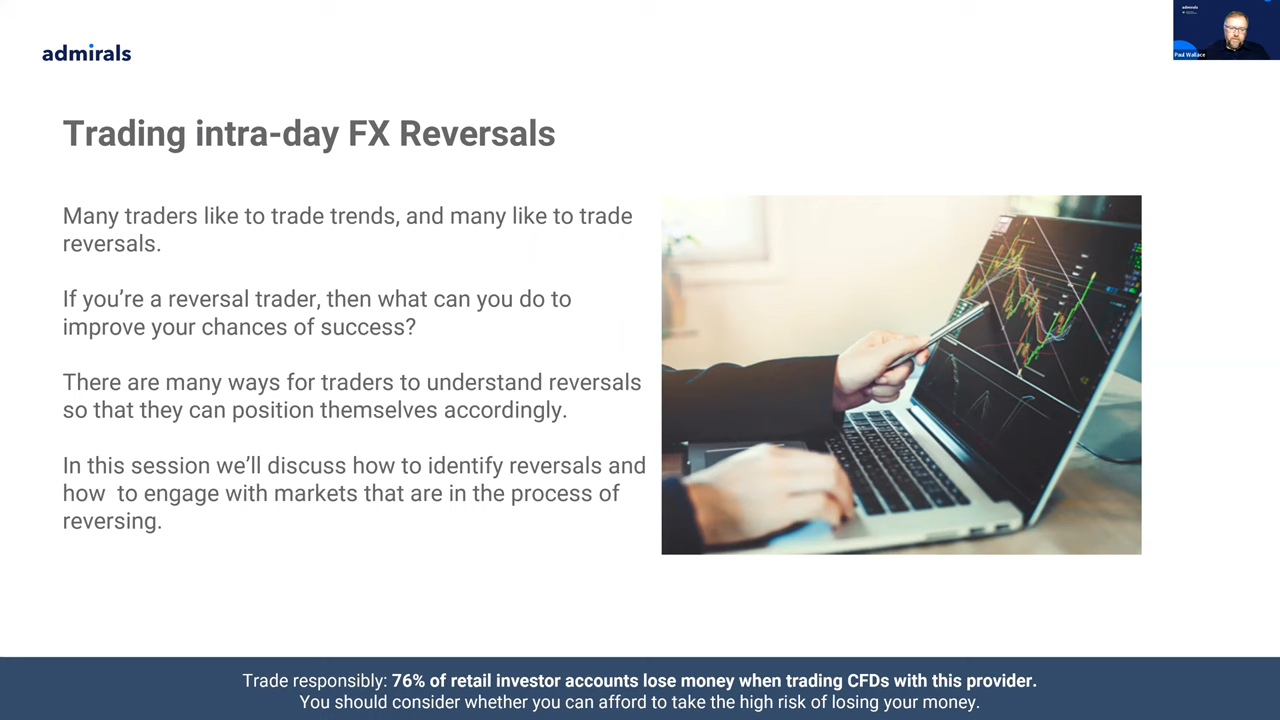 admirals
admirals
Paul Wallace
Trading intra-day FX Reversals
Many traders like to trade trends, and many like to trade
reversals.
If you’re a reversal trader, then what can you do to
improve your chances of success?
There are many ways for traders to understand reversals
so that they can position themselves accordingly.
In this session we’ll discuss how to identify reversals and
how  to engage with markets that are in the process of
reversing.
Trade responsibly: 76% of retail investor accounts lose money when trading CFDs with this provider.
You should consider whether you can afford to take the high risk of losing your money.